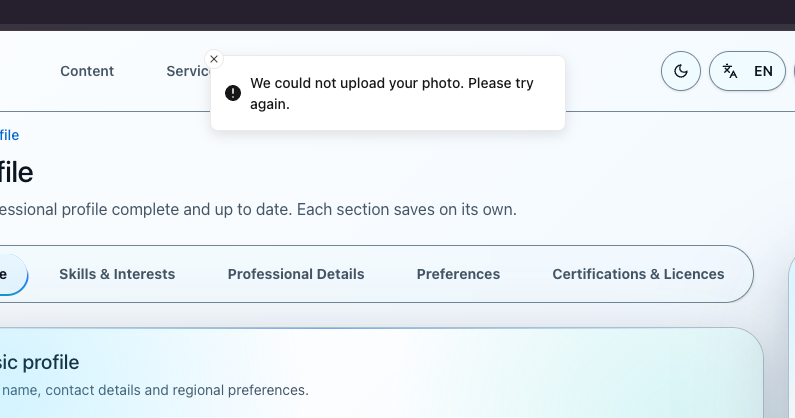 Content
Servic
We could not upload your photo. Please try
again.
EN
file
file
essional profile complete and up to date. Each section saves on its own.
e
Skills & Interests
Professional Details
Preferences
Certifications & Licences
sic profile
name, contact details and regional preferences.